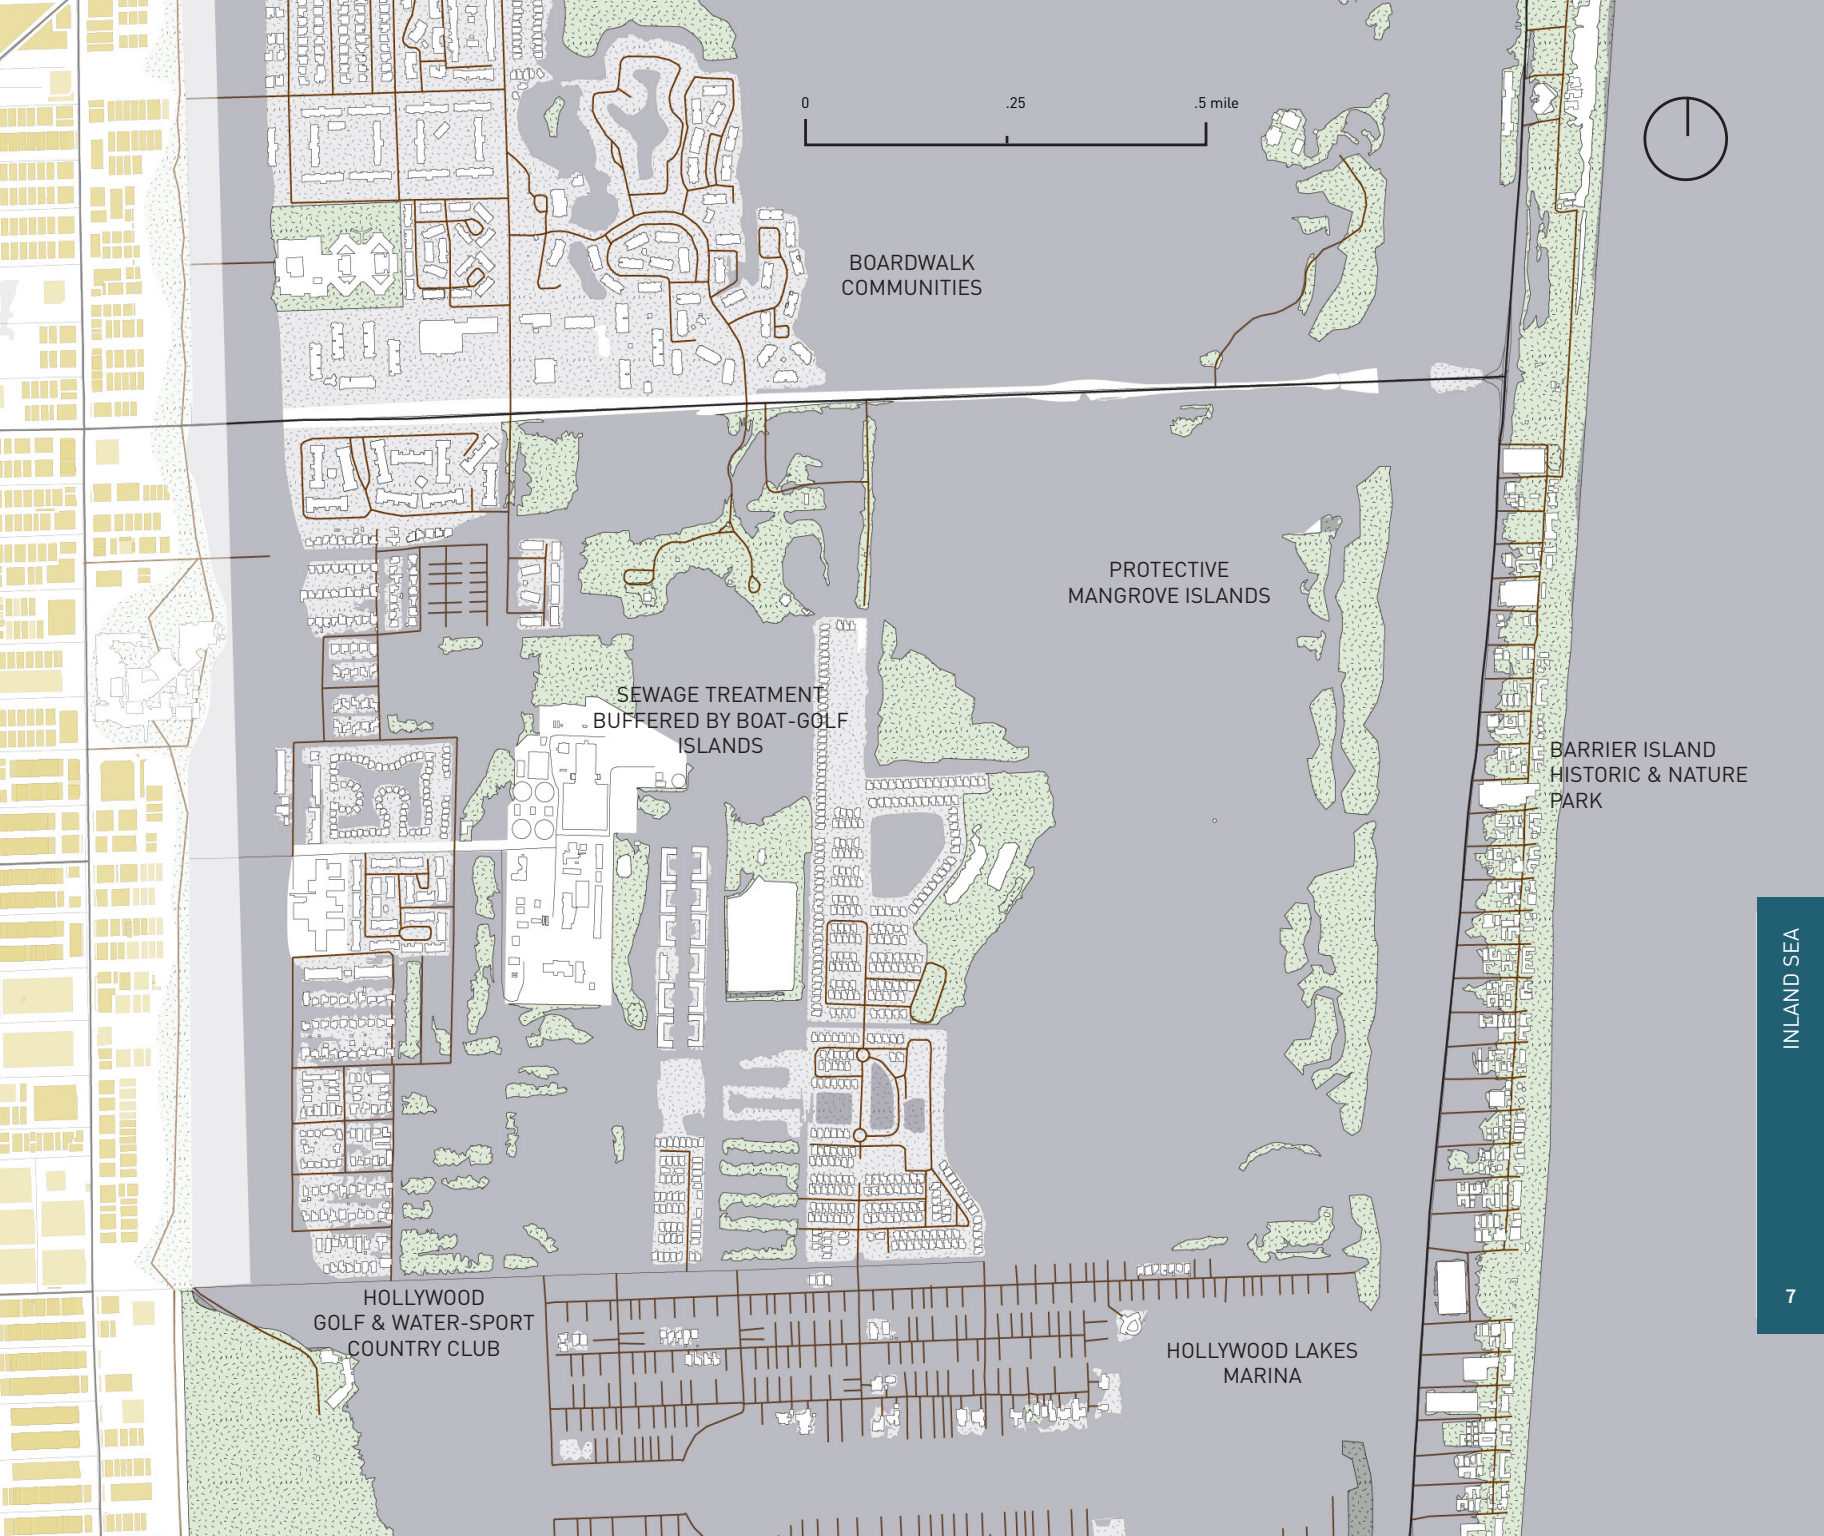 0 .25 .5 mile
BOARDWALK
COMMUNITIES
PROTECTIVE
MANGROVE ISLANDS
SEWAGE TREATMENT
BUFFERED BY BOAT-GOLF
ISLANDS
BARRIER ISLAND
HISTORIC & NATURE
PARK
INLAND SEA
7
HOLLYWOOD
GOLF & WATER-SPORT
COUNTRY CLUB
HOLLYWOOD LAKES
MARINA